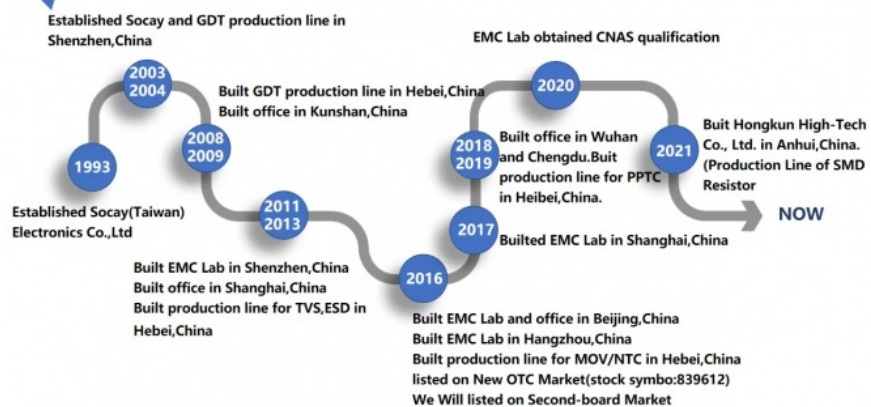 Established Socay and GDT production line in
Shenzhen,China
EMC Lab obtained CNAS qualification
2003
2004
Built GDT production line in Hebei,China
Built office in Kunshan,China
2020
2008
2009
2018
2019
Built office in Wuhan
and Chengdu.Buit
production line for PPTC
in Heibei,China.
2021
Buit Hongkun High-Tech
Co., Ltd. in Anhui,China.
(Production Line of SMD
Resistor
1993
Established Socay(Taiwan)
Electronics Co.,Ltd
2011
2013
NOW
2017
Builted EMC Lab in Shanghai,China
Built EMC Lab in Shenzhen,China
Built office in Shanghai,China
Built production line for TVS,ESD in
Hebei,China
2016
Built EMC Lab and office in Beijing,China
Built EMC Lab in Hangzhou,China
Built production line for MOV/NTC in Hebei,China
listed on New OTC Market(stock symbo:839612)
We Will listed on Second-board Market